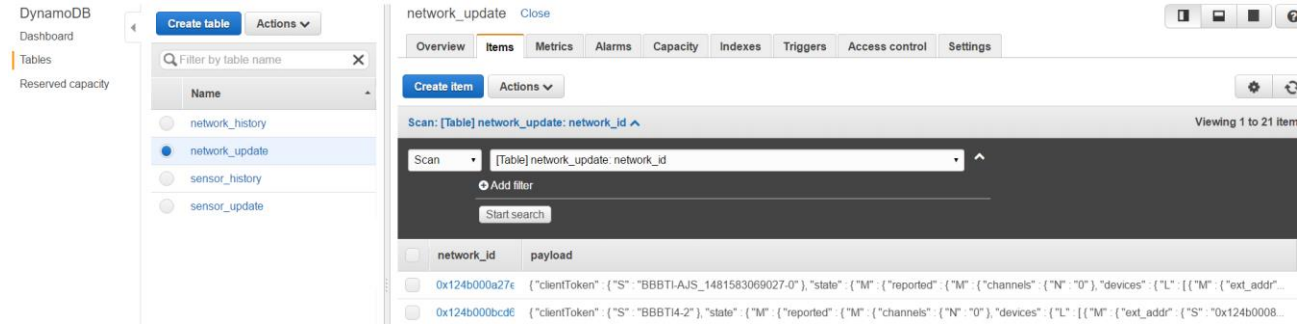 DynamoDB
Dashboard
Tables
Reserved capacity
Create table Actions
Filter by table name
Name
network_history
network_update
sensor_history
sensor_update
network_update Close
Overview Items Metrics Alarms Capacity Indexes Triggers Access control Settings
Create item Actions
Scan: [Table] network_update: network_id Viewing 1 to 21 item
Scan [Table] network_update: network_id
Add filter
Start search
network_id payload
0x124b000a27e { "clientToken" : { "S" : "BBBTI-AJS_1481583069027-0" }, "state" : { "M" : { "reported" : { "M" : { "channels" : { "N" : "0" }, "devices" : { "L" : [ { "M" : { "ext_addr"...
0x124b000bcd6 { "clientToken" : { "S" : "BBBTI4-2" }, "state" : { "M" : { "reported" : { "M" : { "channels" : { "N" : "0" }, "devices" : { "L" : [ { "M" : { "ext_addr" : { "S" : "0x124b0008...